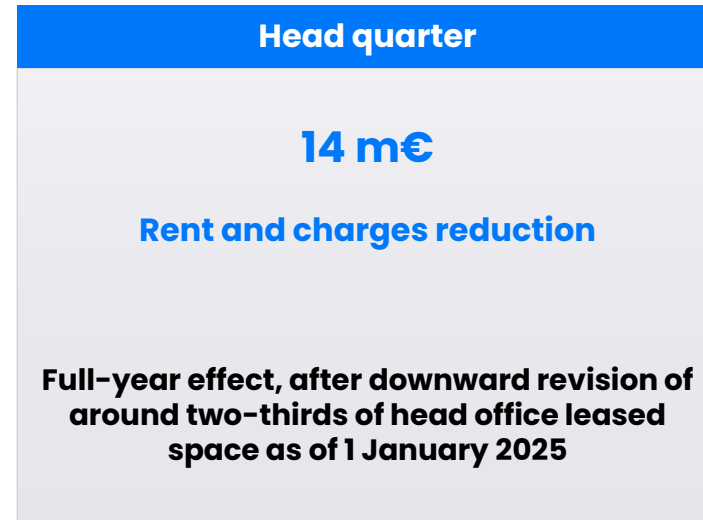 Head quarter
14 m€
Rent and charges reduction
Full-year effect, after downward revision of
around two-thirds of head office leased
space as of 1 January 2025